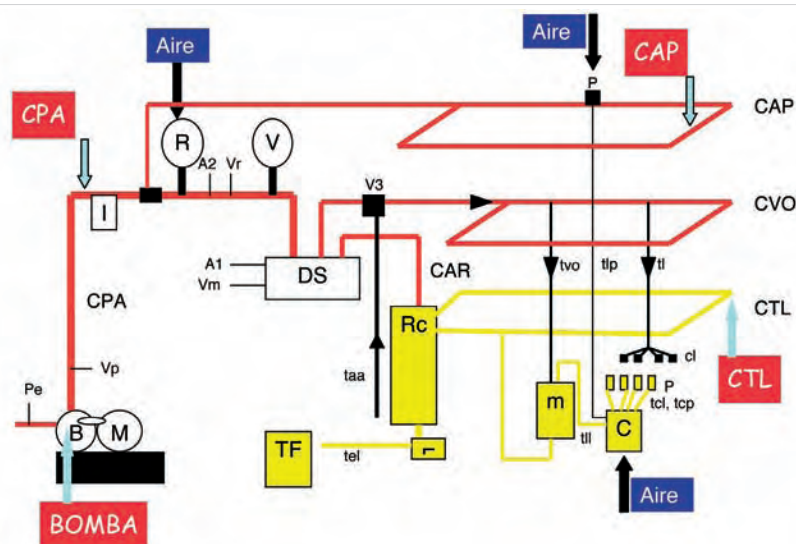 Aire
Aire
CAP
P
CAP
CPA
R
V
A2
Vr
I
V3
CVO
A1
Vm
DS
CAR
tvo
tlp
tl
CPA
Rc
CTL
cl
Vp
taa
P
CTL
Pe
m
tcl, tcp
B
M
TF
tel
L
tll
C
Aire
BOMBA